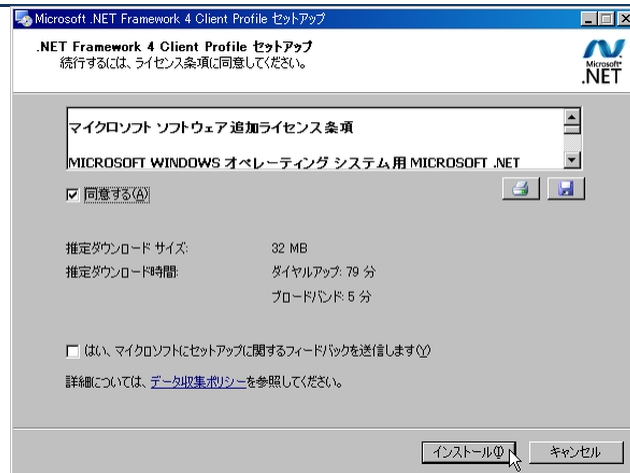 Microsoft .NET Framework 4 Client Profile セットアップ
.NET Framework 4 Client Profile セットアップ
続行するには、ライセンス条項に同意してください。
Microsoft
.NET
マイクロソフト ソフトウェア追加ライセンス条項
MICROSOFT WINDOWS オペレーティング システム用 MICROSOFT .NET
同意する(A)
推定ダウンロード サイズ: 32 MB
推定ダウンロード時間: ダイヤルアップ: 79 分
ブロードバンド: 5 分
はい、マイクロソフトにセットアップに関するフィードバックを送信します(Y)
詳細については、データ収集ポリシーを参照してください。
インストール(I) キャンセル